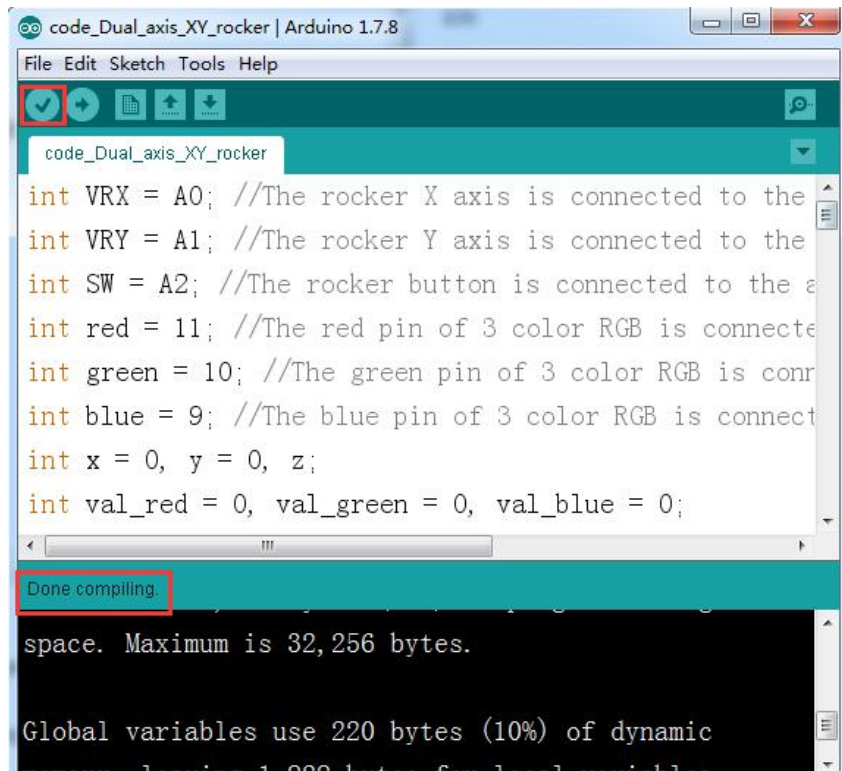 code_Dual_axis_XY_rocker | Arduino 1.7.8
File Edit Sketch Tools Help
code_Dual_axis_XY_rocker
int VRX = A0; //The rocker X axis is connected to the
int VRY = A1; //The rocker Y axis is connected to the
int SW = A2; //The rocker button is connected to the
int red = 11; //The red pin of 3 color RGB is
int green = 10; //The green pin of 3 color RGB is
int blue = 9; //The blue pin of 3 color RGB is connect
int x = 0, y = 0, z;
int val_red = 0, val_green = 0, val_blue = 0;
Done compiling.
space. Maximum is 32,256 bytes.
Global variables use 220 bytes (10%) of dynamic